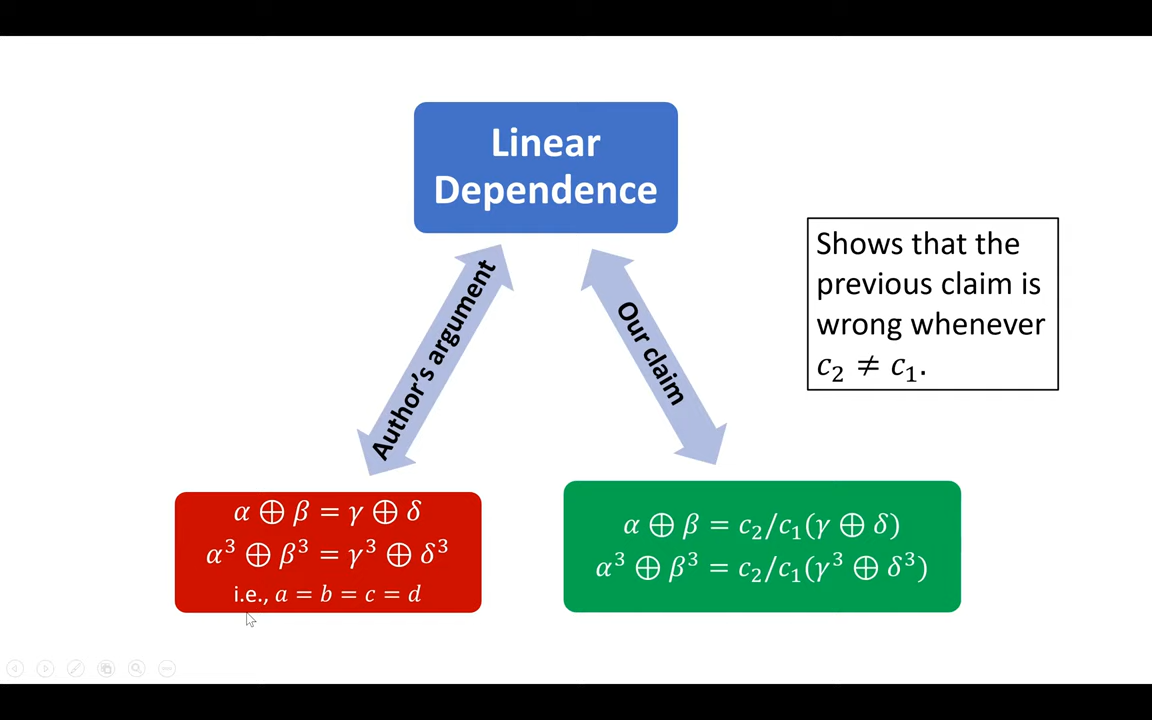 Linear
Dependence
Author's argument
Our claim
Shows that the
previous claim is
wrong whenever
𝑐₂ ≠ 𝑐₁.
𝛼 ⊕ 𝛽 = 𝛾 ⊕ 𝛿
𝛼³ ⊕ 𝛽³ = 𝛾³ ⊕ 𝛿³
i.e., 𝑎 = 𝑏 = 𝑐 = 𝑑
𝛼 ⊕ 𝛽 = 𝑐₂/𝑐₁(𝛾 ⊕ 𝛿)
𝛼³ ⊕ 𝛽³ = 𝑐₂/𝑐₁(𝛾³ ⊕ 𝛿³)